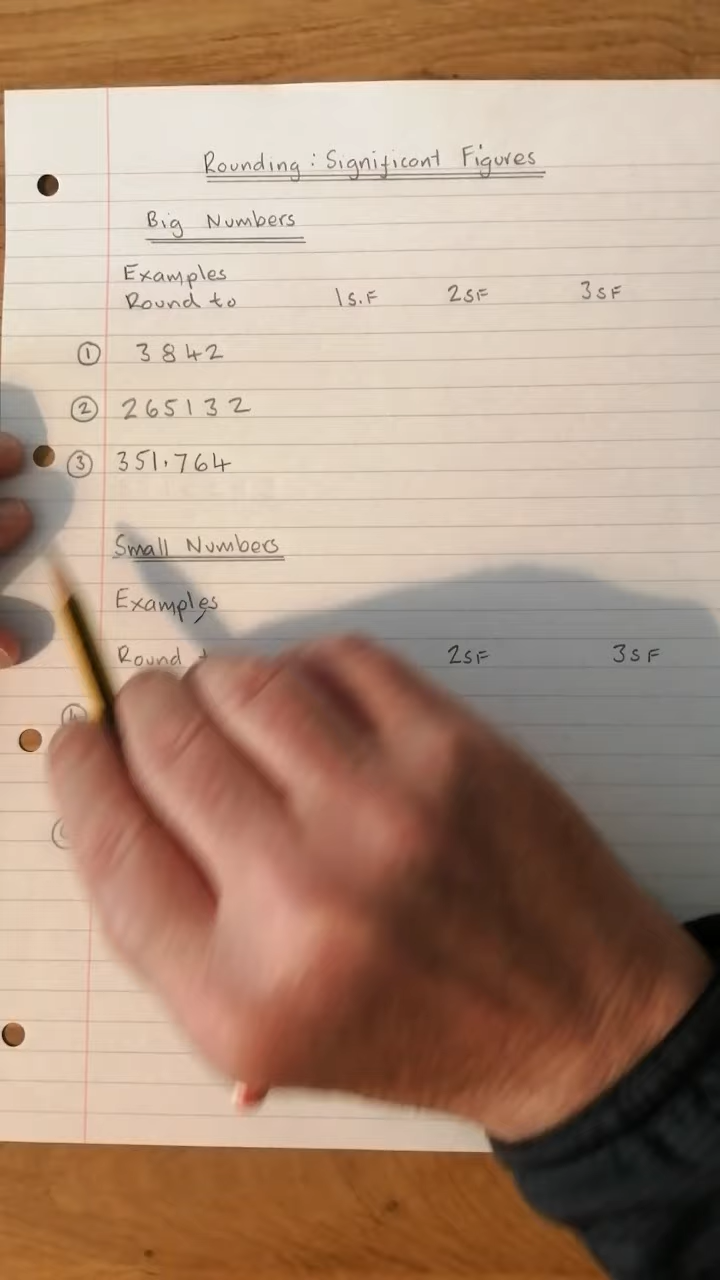 Rounding : Significant Figures
Big Numbers
Examples
Round to 1s.F 2SF 3SF
① 3842
② 265132
③ 351.764
Small Numbers
Examples
Round 2SF 3SF